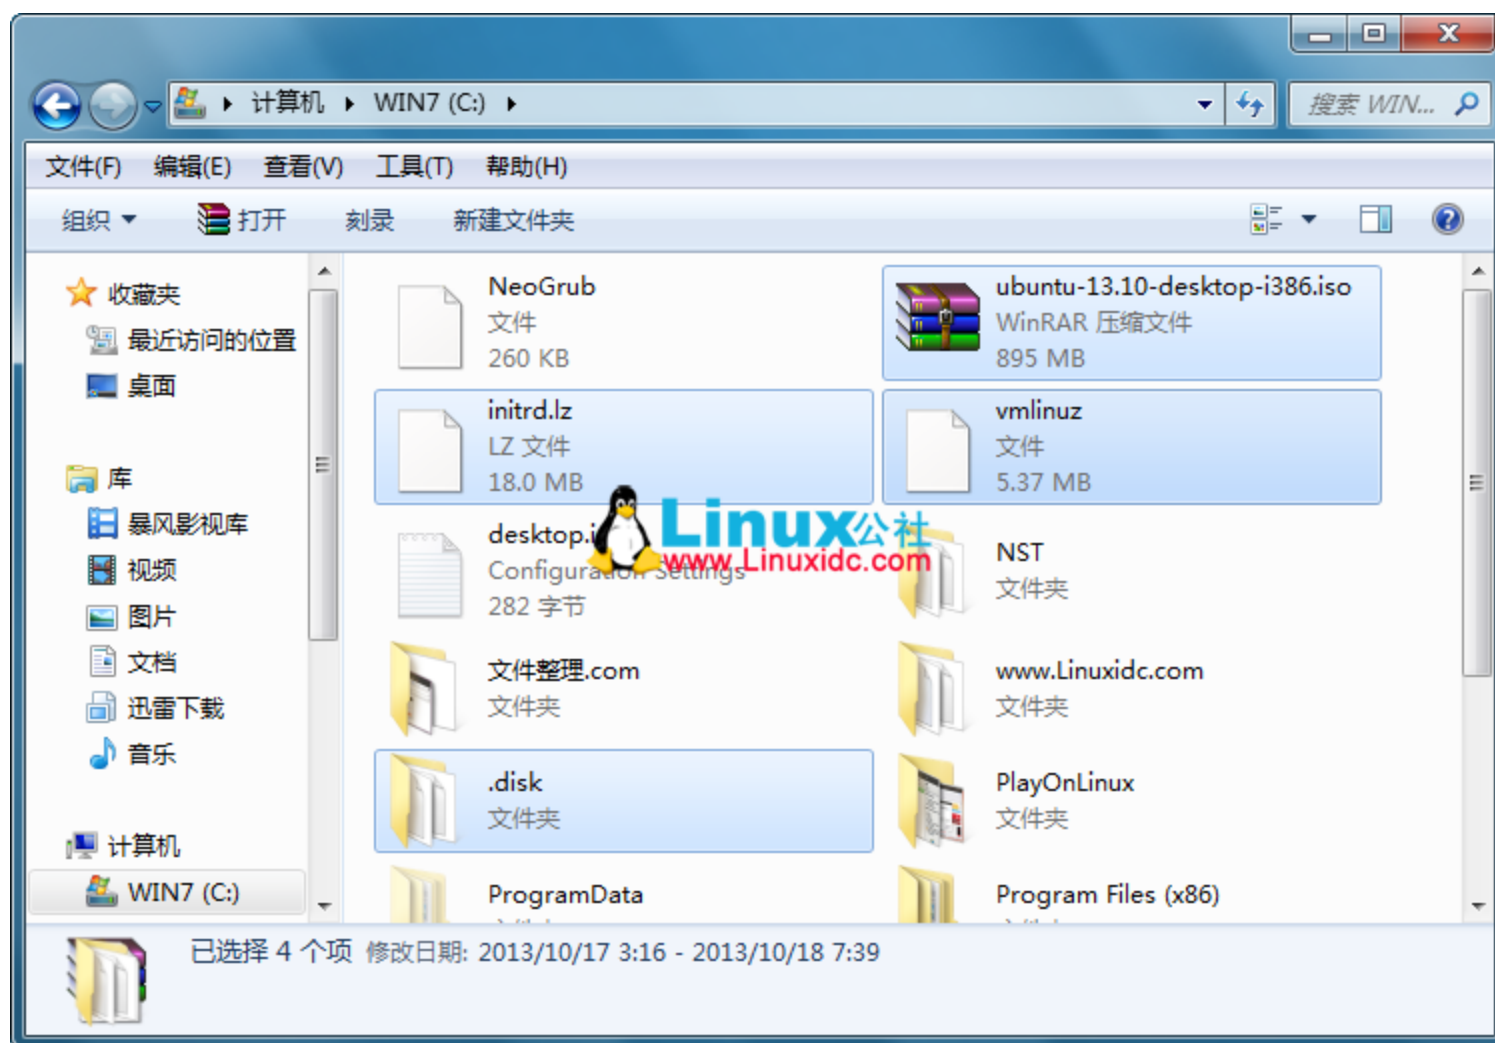 计算机 WIN7 (C:)
搜索 WIN...
文件(F) 编辑(E) 查看(V) 工具(T) 帮助(H)
组织 打开 刻录 新建文件夹
收藏夹
最近访问的位置
桌面
库
暴风影视库
视频
图片
文档
迅雷下载
音乐
计算机
WIN7 (C:)
NeoGrub
文件
260 KB
ubuntu-13.10-desktop-i386.iso
WinRAR 压缩文件
895 MB
initrd.lz
LZ 文件
18.0 MB
vmlinuz
文件
5.37 MB
desktop.i
Configuration Settings
282 字节
Linux公社
www.Linuxidc.com
NST
文件夹
文件整理.com
文件夹
www.Linuxidc.com
文件夹
.disk
文件夹
PlayOnLinux
文件夹
ProgramData
Program Files (x86)
已选择 4 个项 修改日期: 2013/10/17 3:16 - 2013/10/18 7:39